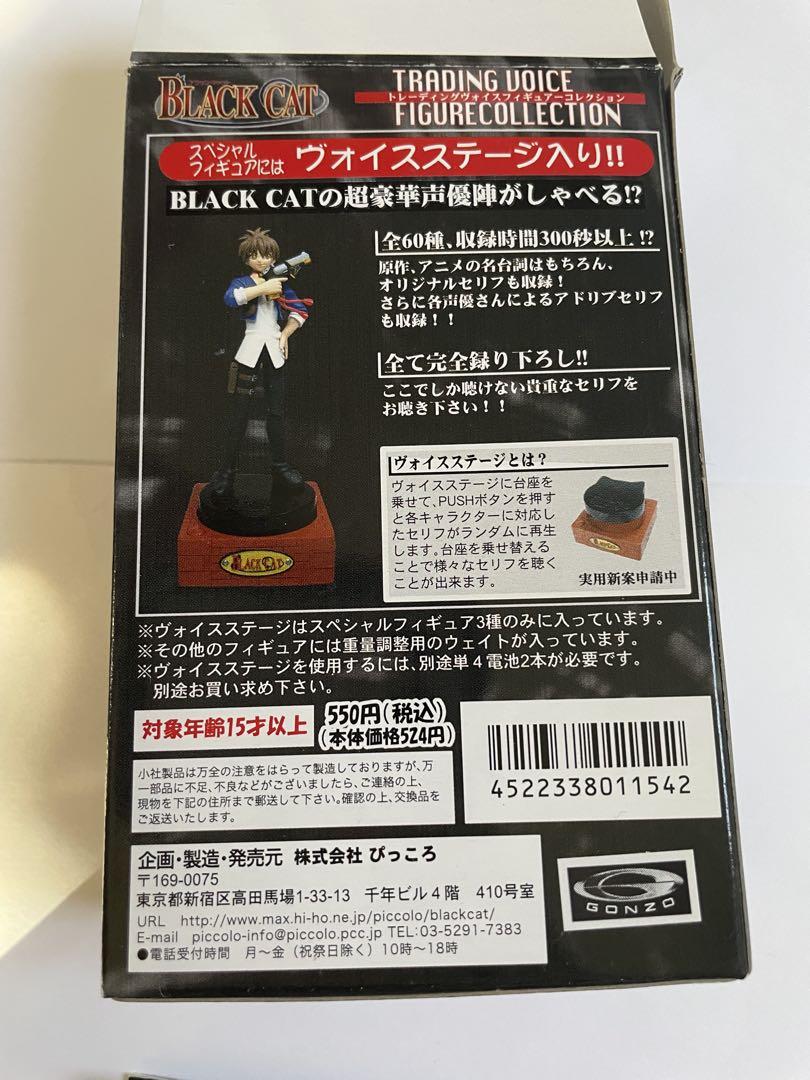 BLACK CAT
TRADING VOICE
トレーディングヴォイスフィギュアーコレクション
FIGURECOLLECTION
スペシャル
フィギュアには ヴォイスステージ入り!!
BLACK CATの超豪華声優陣がしゃべる!?
全60種、収録時間300秒以上!?
原作、アニメの名台詞はもちろん、
オリジナルセリフも収録！
さらに各声優さんによるアドリブセリフ
も収録！！
全て完全録り下ろし!!
ここでしか聴けない貴重なセリフを
お聴き下さい！！
ヴォイスステージとは？
ヴォイスステージに台座を
乗せて、PUSHボタンを押す
と各キャラクターに対応し
たセリフがランダムに再生
します。台座を乗せ替える
ことで様々なセリフを聴く
ことが出来ます。
実用新案申請中
BLACK CAT
※ヴォイスステージはスペシャルフィギュア3種のみに入っています。
※その他のフィギュアには重量調整用のウェイトが入っています。
※ヴォイスステージを使用するには、別途単４電池2本が必要です。
別途お買い求め下さい。
対象年齢15才以上
550円(税込)
(本体価格524円)
小社製品は万全の注意をはらって製造しておりますが、万
一部品に不足、不良などがございましたら、ご連絡の上、
現物を下記の住所まで郵送して下さい。確認の上、交換品を
ご返送いたします。
4522338011542
企画・製造・発売元 株式会社 ぴっころ
〒169-0075
東京都新宿区高田馬場1-33-13 千年ビル４階 410号室
URL http://www.max.hi-ho.ne.jp/piccolo/blackcat/
E-mail piccolo-info@piccolo.pcc.jp TEL:03-5291-7383
●電話受付時間 月～金（祝祭日除く）10時～18時
GONZO